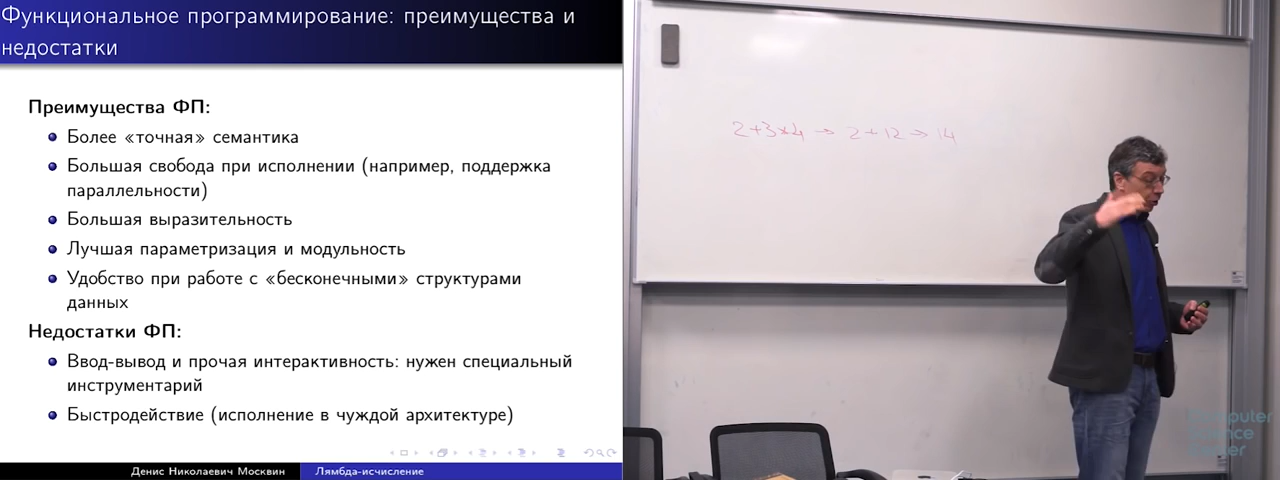 Функциональное программирование: преимущества и
недостатки
Преимущества ФП:
Более «точная» семантика
Большая свобода при исполнении (например, поддержка
параллельности)
Большая выразительность
Лучшая параметризация и модульность
Удобство при работе с «бесконечными» структурами
данных
Недостатки ФП:
Ввод-вывод и прочая интерактивность: нужен специальный
инструментарий
Быстродействие (исполнение в чуждой архитектуре)
Денис Николаевич Москвин
Лямбда-исчисление
2+3*4 → 2+12 → 14
Computer
Science
Center